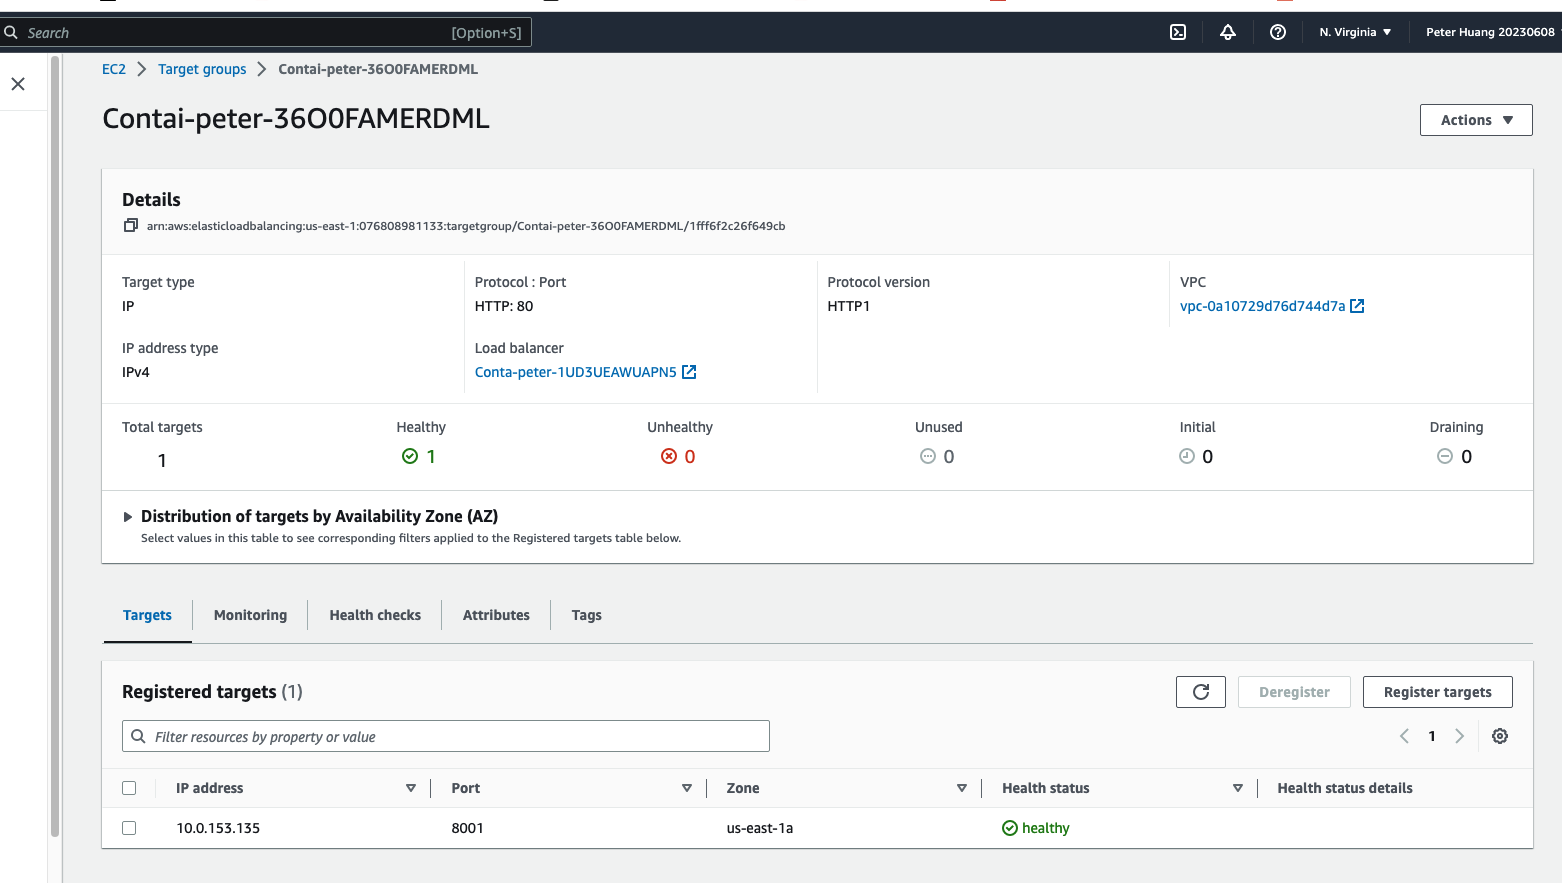 Search [Option+S] N. Virginia ▼ Peter Huang 20230608
EC2 > Target groups > Contai-peter-36O0FAMERDML
Contai-peter-36O0FAMERDML
Actions ▼
Details
arn:aws:elasticloadbalancing:us-east-1:076808981133:targetgroup/Contai-peter-36O0FAMERDML/1fff6f2c26f649cb
Target type Protocol : Port Protocol version VPC
IP HTTP: 80 HTTP1 vpc-0a10729d76d744d7a
IP address type Load balancer
IPv4 Conta-peter-1UD3UEAWUAPN5
Total targets Healthy Unhealthy Unused Initial Draining
1 1 0 0 0 0
Distribution of targets by Availability Zone (AZ)
Select values in this table to see corresponding filters applied to the Registered targets table below.
Targets Monitoring Health checks Attributes Tags
Registered targets (1) Deregister Register targets
Filter resources by property or value 1
IP address Port Zone Health status Health status details
10.0.153.135 8001 us-east-1a healthy